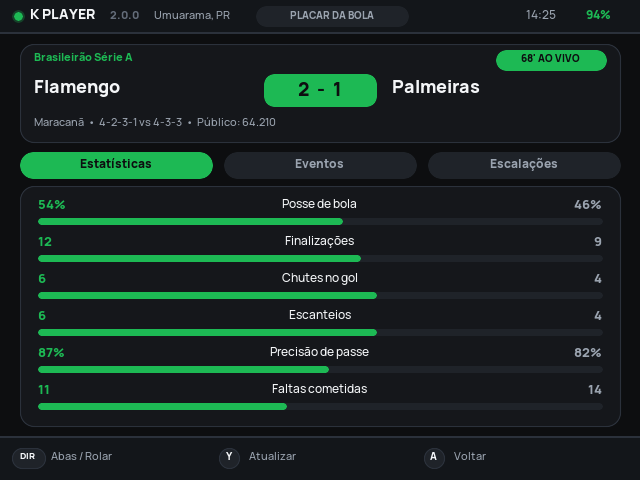 K PLAYER 2.0.0 Umuarama, PR PLACAR DA BOLA 14:25 94%
Brasileirão Série A 68' AO VIVO
Flamengo 2 - 1 Palmeiras
Maracanã • 4-2-3-1 vs 4-3-3 • Público: 64.210
Estatísticas Eventos Escalações
54% Posse de bola 46%
12 Finalizações 9
6 Chutes no gol 4
6 Escanteios 4
87% Precisão de passe 82%
11 Faltas cometidas 14
DIR Abas / Rolar Y Atualizar A Voltar